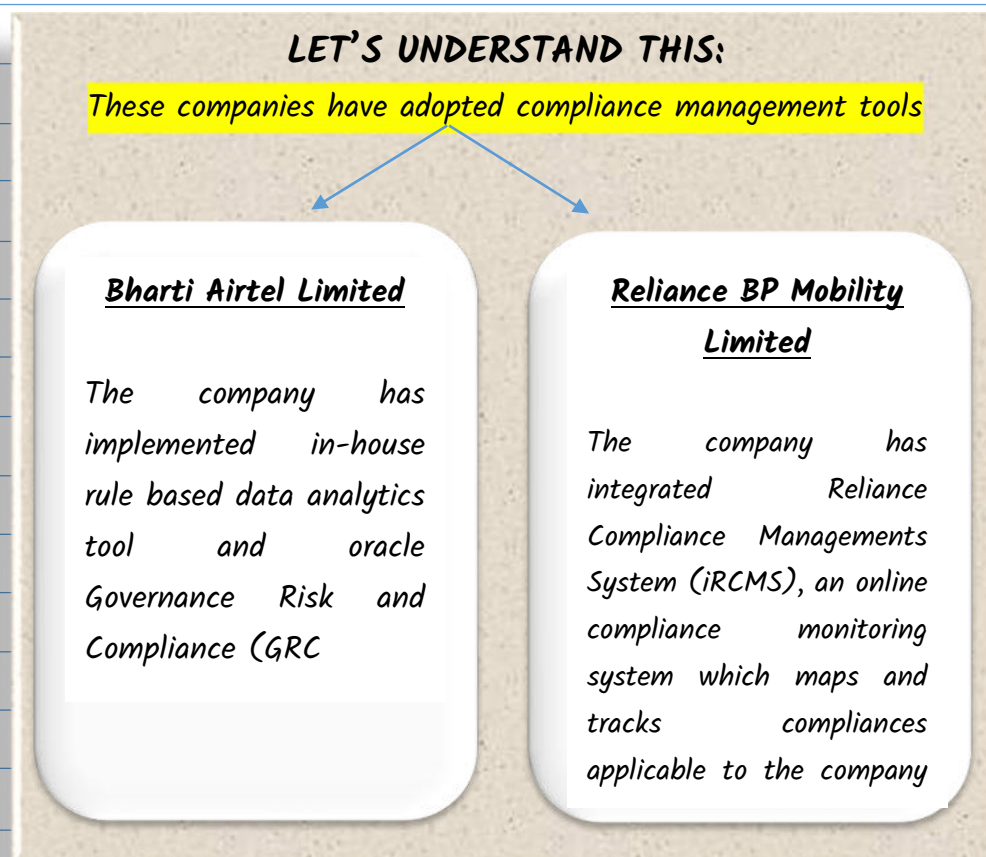 LET'S UNDERSTAND THIS:
These companies have adopted compliance management tools
Bharti Airtel Limited
The company has
implemented in-house
rule based data analytics
tool and oracle
Governance Risk and
Compliance (GRC
Reliance BP Mobility
Limited
The company has
integrated Reliance
Compliance Managements
System (iRCMS), an online
compliance monitoring
system which maps and
tracks compliances
applicable to the company